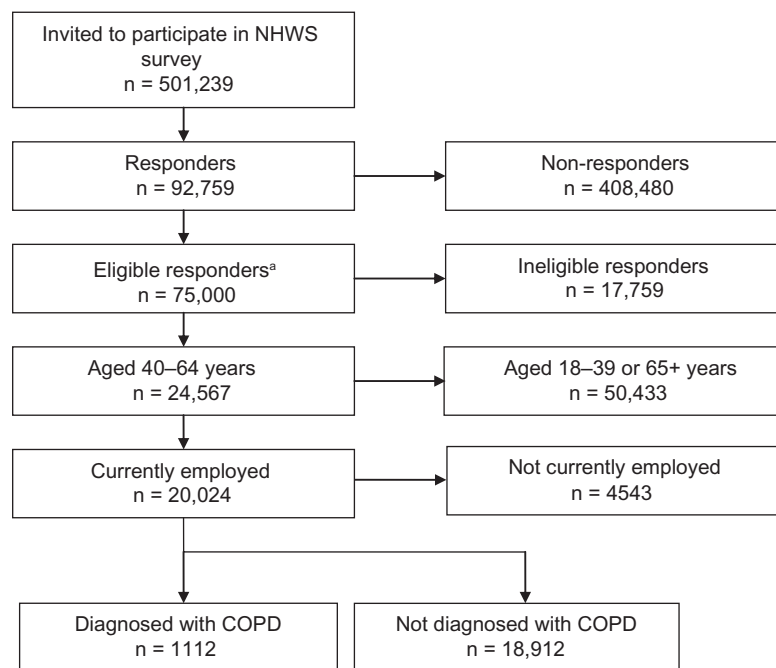 Invited to participate in NHWS
survey
n = 501,239
Responders
n = 92,759
Non-responders
n = 408,480
Eligible respondersᵃ
n = 75,000
Ineligible responders
n = 17,759
Aged 40–64 years
n = 24,567
Aged 18–39 or 65+ years
n = 50,433
Currently employed
n = 20,024
Not currently employed
n = 4543
Diagnosed with COPD
n = 1112
Not diagnosed with COPD
n = 18,912